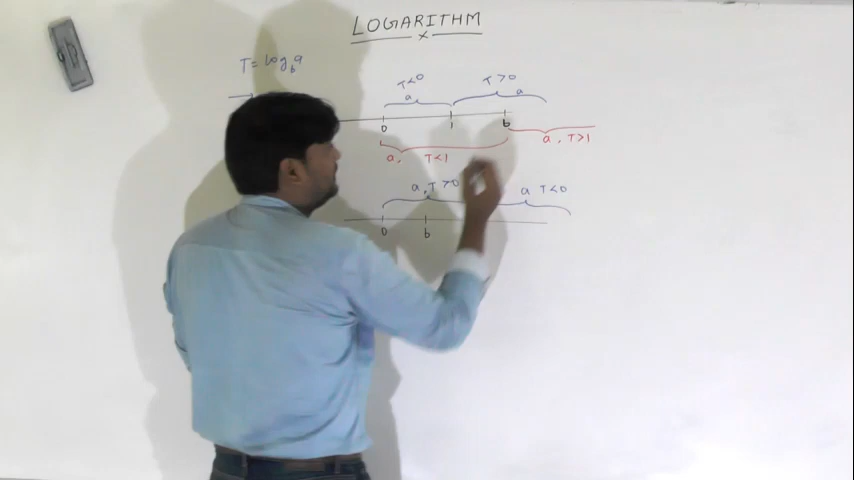 LOGARITHM
x
T = log_b a
T<0 T>0
a a
0 1 b
a, T<1 a, T>1
a, T>0 a T<0
0 b